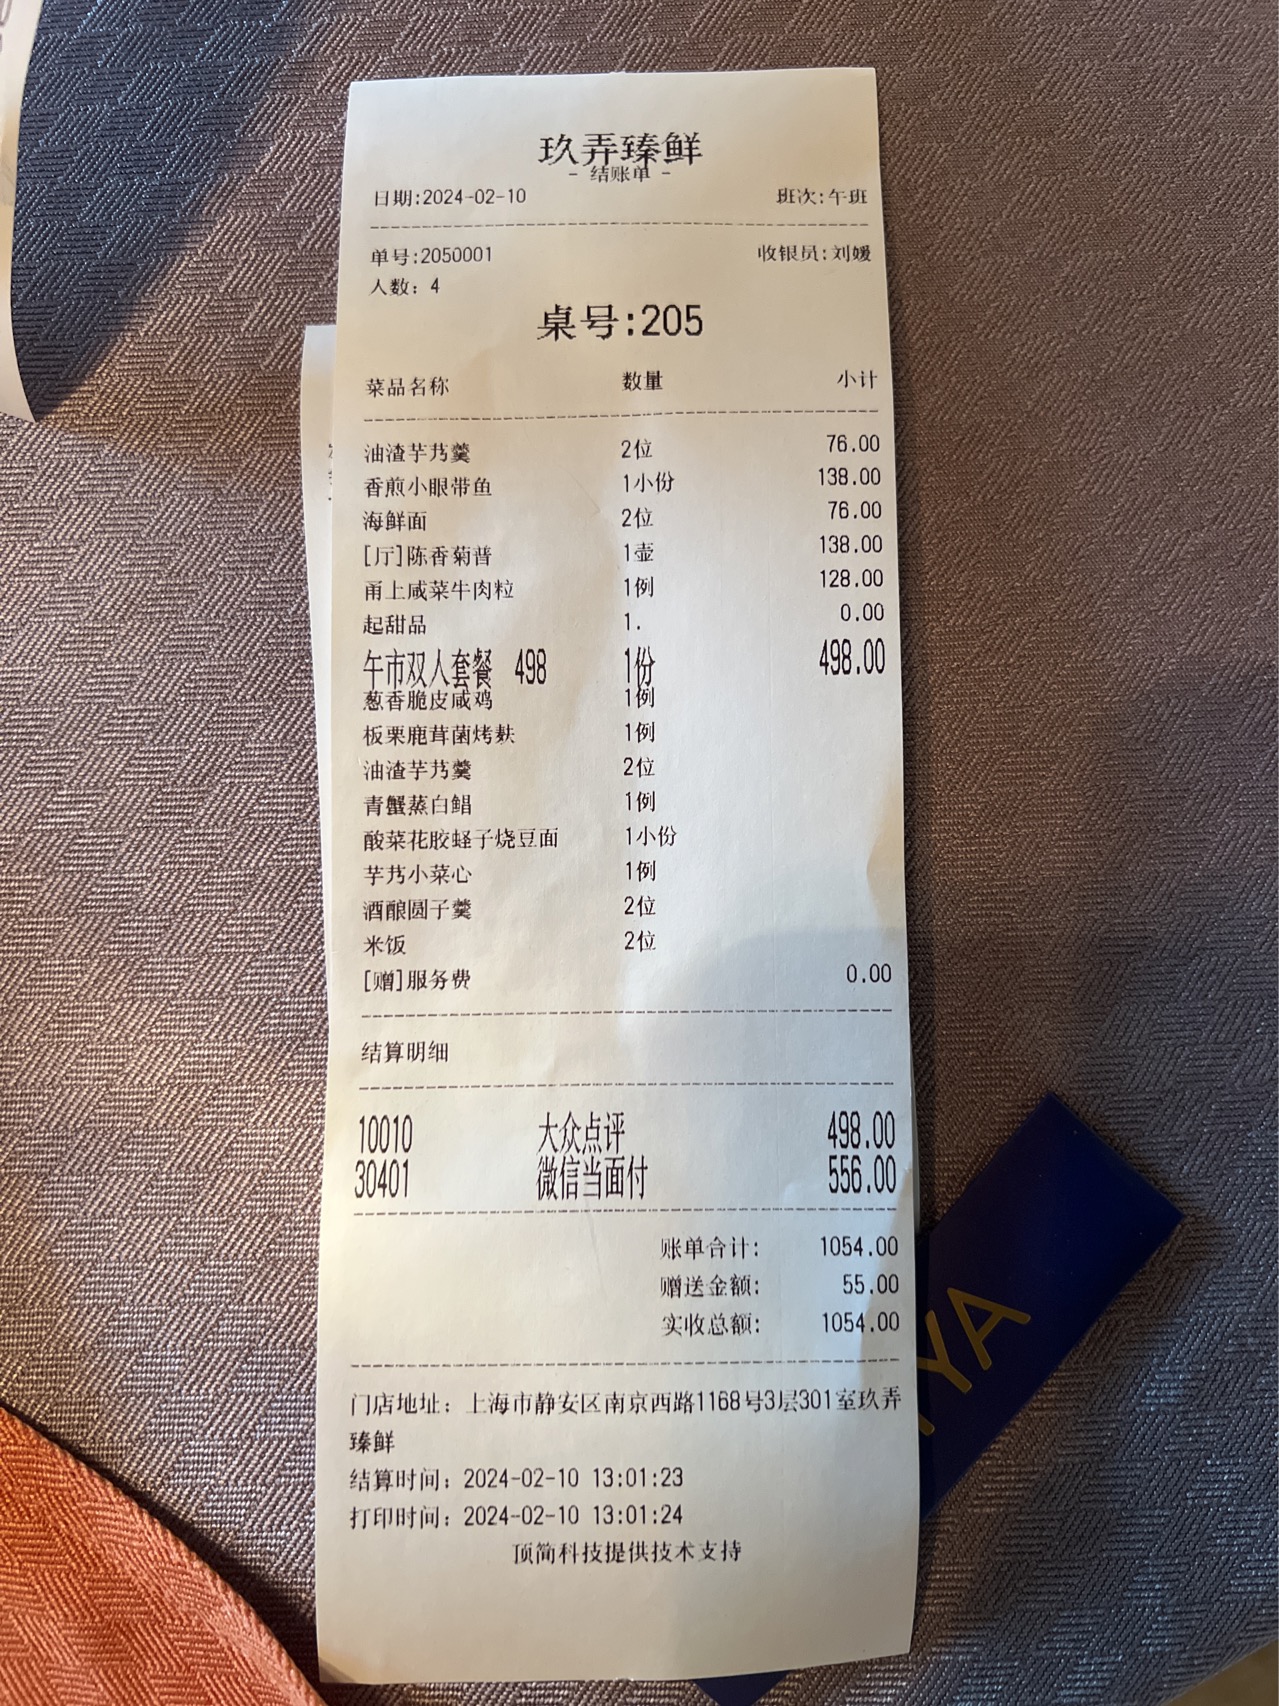 玖弄臻鲜
- 结账单 -
日期:2024-02-10 班次:午班
单号:2050001 收银员:刘媛
人数: 4
桌号:205
菜品名称 数量 小计
油渣芋艿羹 2位 76.00
香煎小眼带鱼 1小份 138.00
海鲜面 2位 76.00
[厅]陈香菊普 1壶 138.00
甬上咸菜牛肉粒 1例 128.00
起甜品 1. 0.00
午市双人套餐 498 1份 498.00
葱香脆皮咸鸡 1例
板栗鹿茸菌烤麸 1例
油渣芋艿羹 2位
青蟹蒸白鲳 1例
酸菜花胶蛏子烧豆面 1小份
芋艿小菜心 1例
酒酿圆子羹 2位
米饭 2位
[赠]服务费 0.00
结算明细
10010 大众点评 498.00
30401 微信当面付 556.00
账单合计: 1054.00
赠送金额: 55.00
实收总额: 1054.00
门店地址: 上海市静安区南京西路1168号3层301室玖弄
臻鲜
结算时间: 2024-02-10 13:01:23
打印时间: 2024-02-10 13:01:24
顶简科技提供技术支持
YA